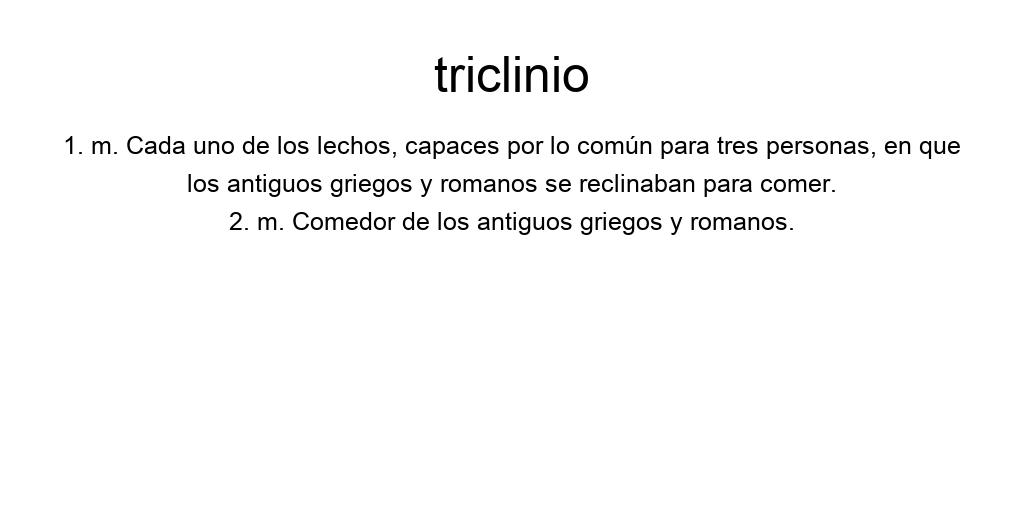 triclinio
1. m. Cada uno de los lechos, capaces por lo común para tres personas, en que
los antiguos griegos y romanos se reclinaban para comer.
2. m. Comedor de los antiguos griegos y romanos.